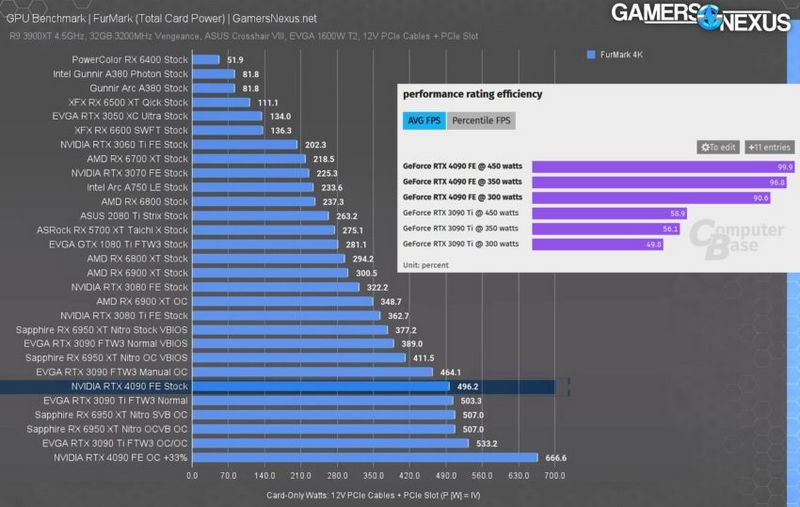 GPU Benchmark | FurMark (Total Card Power) | GamersNexus.net
R9 3900XT 4.5GHz, 32GB 3200MHz Vengeance, ASUS Crosshair VIII, EVGA 1600W T2, 12V PCIe Cables + PCIe Slot
GAMERS NEXUS
FurMark 4K
PowerColor RX 6400 Stock 51.9
Intel Gunnir A380 Photon Stock 81.8
Gunnir Arc A380 Stock 81.8
XFX RX 6500 XT Qick Stock 111.1
EVGA RTX 3050 XC Ultra Stock 134.0
XFX RX 6600 SWFT Stock 136.3
NVIDIA RTX 3060 Ti FE Stock 202.3
AMD RX 6700 XT Stock 218.5
NVIDIA RTX 3070 FE Stock 225.3
Intel Arc A750 LE Stock 233.6
AMD RX 6800 Stock 237.3
ASUS 2080 Ti Strix Stock 263.2
ASRock RX 5700 XT Taichi X Stock 275.1
EVGA GTX 1080 Ti FTW3 Stock 281.1
AMD RX 6800 XT Stock 294.2
AMD RX 6900 XT Stock 300.5
NVIDIA RTX 3080 FE Stock 322.2
AMD RX 6900 XT OC 348.7
NVIDIA RTX 3080 Ti FE Stock 362.7
Sapphire RX 6950 XT Nitro Stock VBIOS 377.2
EVGA RTX 3090 FTW3 Normal VBIOS 389.0
Sapphire RX 6950 XT Nitro OC VBIOS 411.5
EVGA RTX 3090 FTW3 Manual OC 464.1
NVIDIA RTX 4090 FE Stock 496.2
EVGA RTX 3090 Ti FTW3 Normal 503.3
Sapphire RX 6950 XT Nitro SVB OC 507.0
Sapphire RX 6950 XT Nitro OCVB OC 507.0
EVGA RTX 3090 Ti FTW3 OC/OC 533.2
NVIDIA RTX 4090 FE OC +33% 666.6
0.0 70.0 140.0 210.0 280.0 350.0 420.0 490.0 560.0 630.0 700.0
Card-Only Watts: 12V PCIe Cables + PCIe Slot (P [W] = IV)
performance rating efficiency
AVG FPS Percentile FPS
To edit +11 entries
GeForce RTX 4090 FE @ 450 watts 99.9
GeForce RTX 4090 FE @ 350 watts 96.8
GeForce RTX 4090 FE @ 300 watts 90.6
GeForce RTX 3090 Ti @ 450 watts 58.9
GeForce RTX 3090 Ti @ 350 watts 56.1
GeForce RTX 3090 Ti @ 300 watts 49.8
Unit: percent
Computer
Base